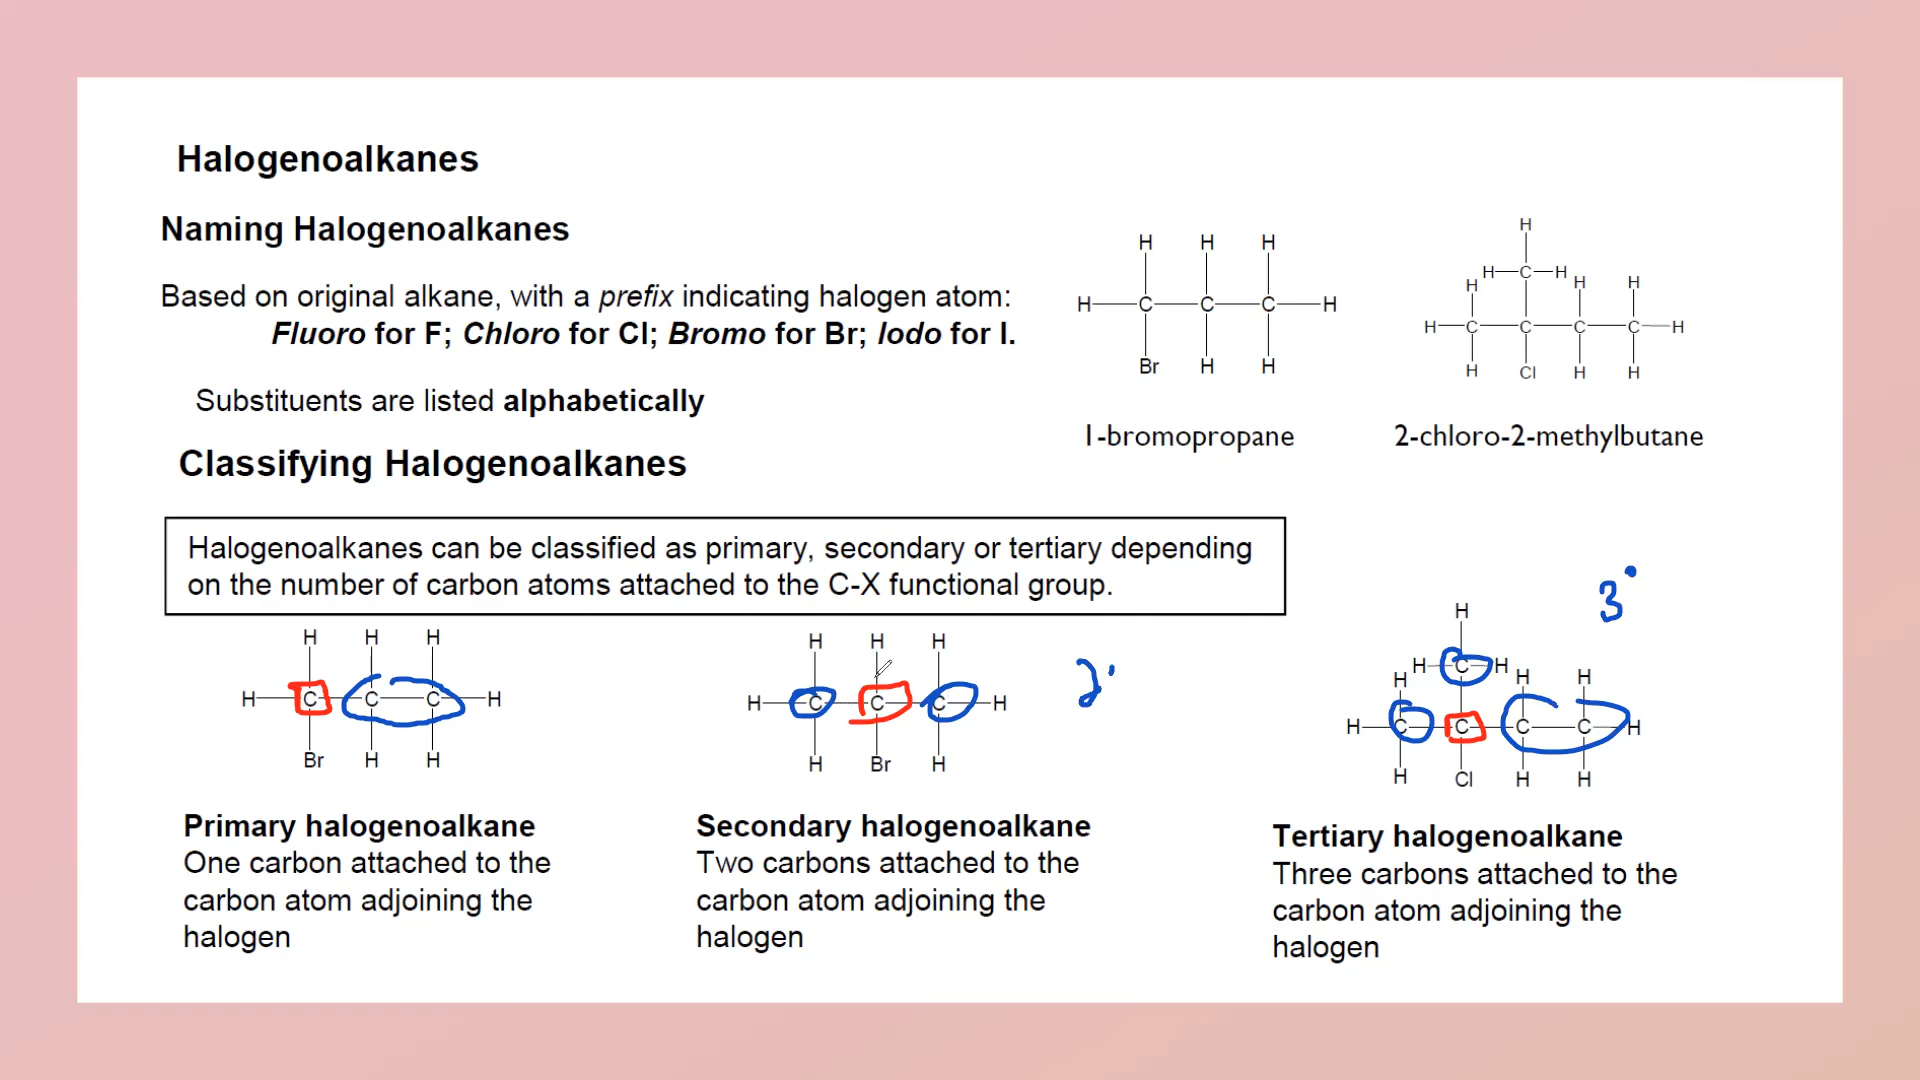 Halogenoalkanes
Naming Halogenoalkanes
Based on original alkane, with a prefix indicating halogen atom:
Fluoro for F; Chloro for Cl; Bromo for Br; Iodo for I.
Substituents are listed alphabetically
H H H
H C C C H
Br H H
1-bromopropane
H
H C H
H H H
H C C C C H
H Cl H H
2-chloro-2-methylbutane
Classifying Halogenoalkanes
Halogenoalkanes can be classified as primary, secondary or tertiary depending
on the number of carbon atoms attached to the C-X functional group.
H H H
H C C C H
Br H H
Primary halogenoalkane
One carbon attached to the
carbon atom adjoining the
halogen
H H H
H C C C H
H Br H
2°
Secondary halogenoalkane
Two carbons attached to the
carbon atom adjoining the
halogen
3°
H
H C H
H H H
H C C C C H
H Cl H H
Tertiary halogenoalkane
Three carbons attached to the
carbon atom adjoining the
halogen